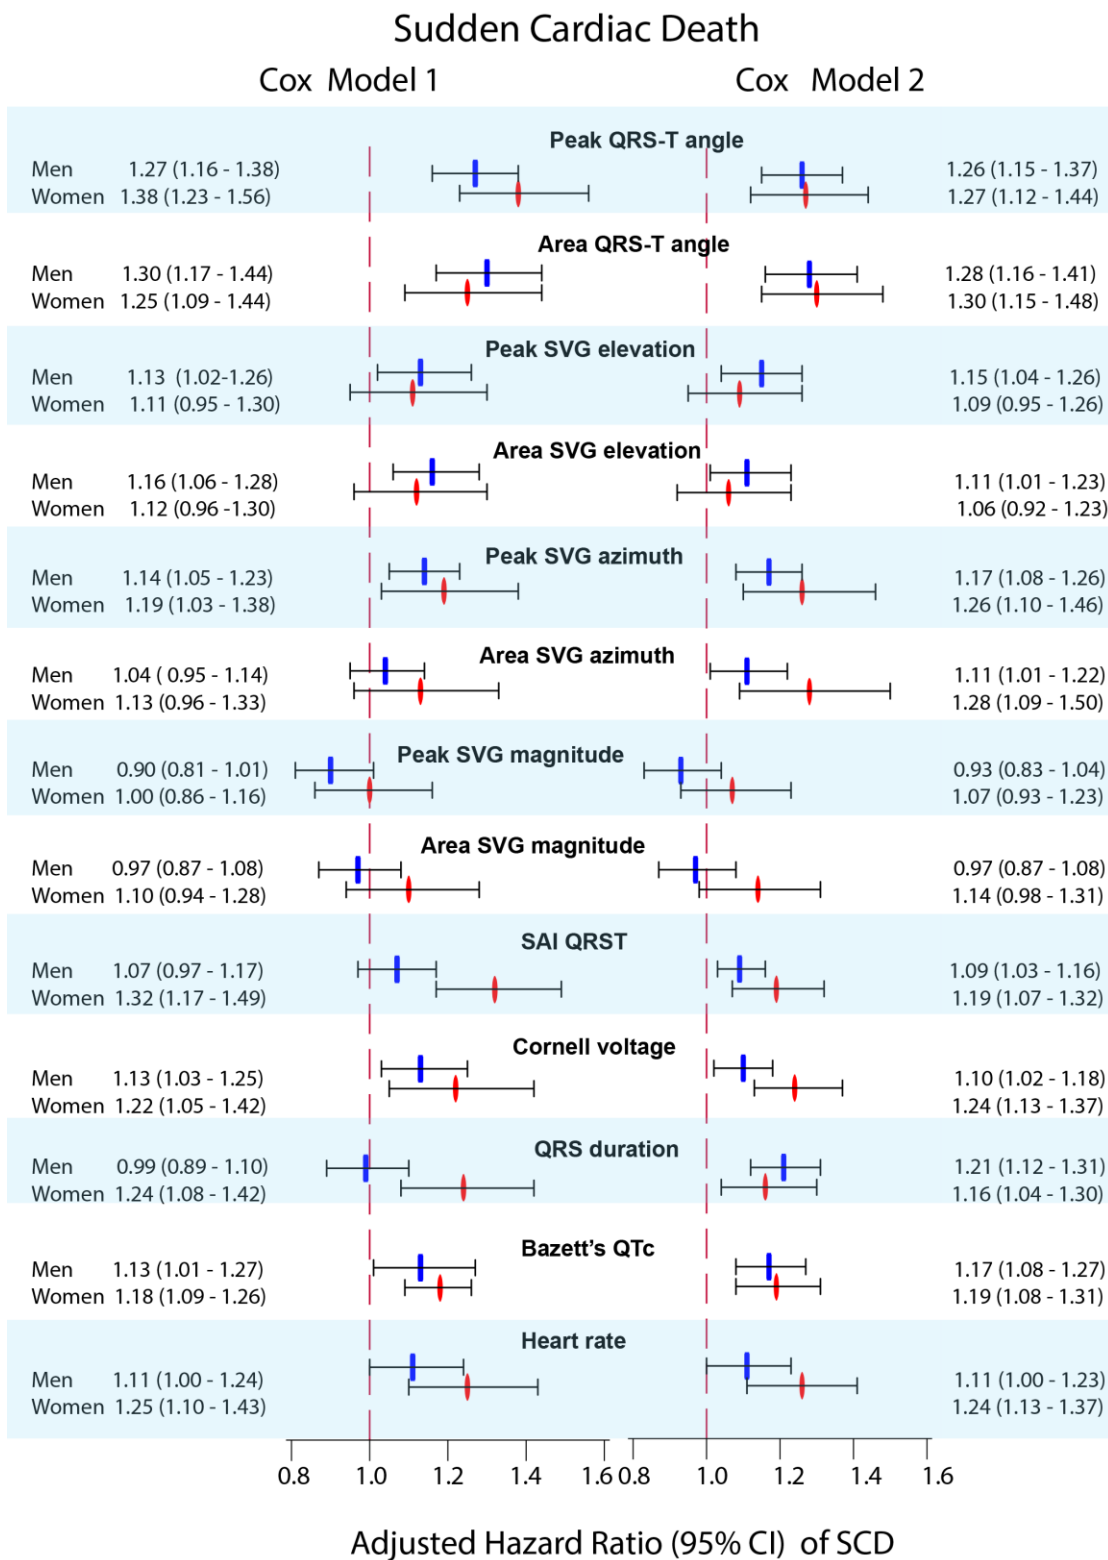 Sudden Cardiac Death
Cox Model 1
Cox Model 2
Peak QRS-T angle
Men 1.27 (1.16 - 1.38) 1.26 (1.15 - 1.37)
Women 1.38 (1.23 - 1.56) 1.27 (1.12 - 1.44)
Area QRS-T angle
Men 1.30 (1.17 - 1.44) 1.28 (1.16 - 1.41)
Women 1.25 (1.09 - 1.44) 1.30 (1.15 - 1.48)
Peak SVG elevation
Men 1.13 (1.02-1.26) 1.15 (1.04 - 1.26)
Women 1.11 (0.95 - 1.30) 1.09 (0.95 - 1.26)
Area SVG elevation
Men 1.16 (1.06 - 1.28) 1.11 (1.01 - 1.23)
Women 1.12 (0.96 -1.30) 1.06 (0.92 - 1.23)
Peak SVG azimuth
Men 1.14 (1.05 - 1.23) 1.17 (1.08 - 1.26)
Women 1.19 (1.03 - 1.38) 1.26 (1.10 - 1.46)
Area SVG azimuth
Men 1.04 ( 0.95 - 1.14) 1.11 (1.01 - 1.22)
Women 1.13 (0.96 - 1.33) 1.28 (1.09 - 1.50)
Peak SVG magnitude
Men 0.90 (0.81 - 1.01) 0.93 (0.83 - 1.04)
Women 1.00 (0.86 - 1.16) 1.07 (0.93 - 1.23)
Area SVG magnitude
Men 0.97 (0.87 - 1.08) 0.97 (0.87 - 1.08)
Women 1.10 (0.94 - 1.28) 1.14 (0.98 - 1.31)
SAI QRST
Men 1.07 (0.97 - 1.17) 1.09 (1.03 - 1.16)
Women 1.32 (1.17 - 1.49) 1.19 (1.07 - 1.32)
Cornell voltage
Men 1.13 (1.03 - 1.25) 1.10 (1.02 - 1.18)
Women 1.22 (1.05 - 1.42) 1.24 (1.13 - 1.37)
QRS duration
Men 0.99 (0.89 - 1.10) 1.21 (1.12 - 1.31)
Women 1.24 (1.08 - 1.42) 1.16 (1.04 - 1.30)
Bazett's QTc
Men 1.13 (1.01 - 1.27) 1.17 (1.08 - 1.27)
Women 1.18 (1.09 - 1.26) 1.19 (1.08 - 1.31)
Heart rate
Men 1.11 (1.00 - 1.24) 1.11 (1.00 - 1.23)
Women 1.25 (1.10 - 1.43) 1.24 (1.13 - 1.37)
0.8 1.0 1.2 1.4 1.6 0.8 1.0 1.2 1.4 1.6
Adjusted Hazard Ratio (95% CI) of SCD